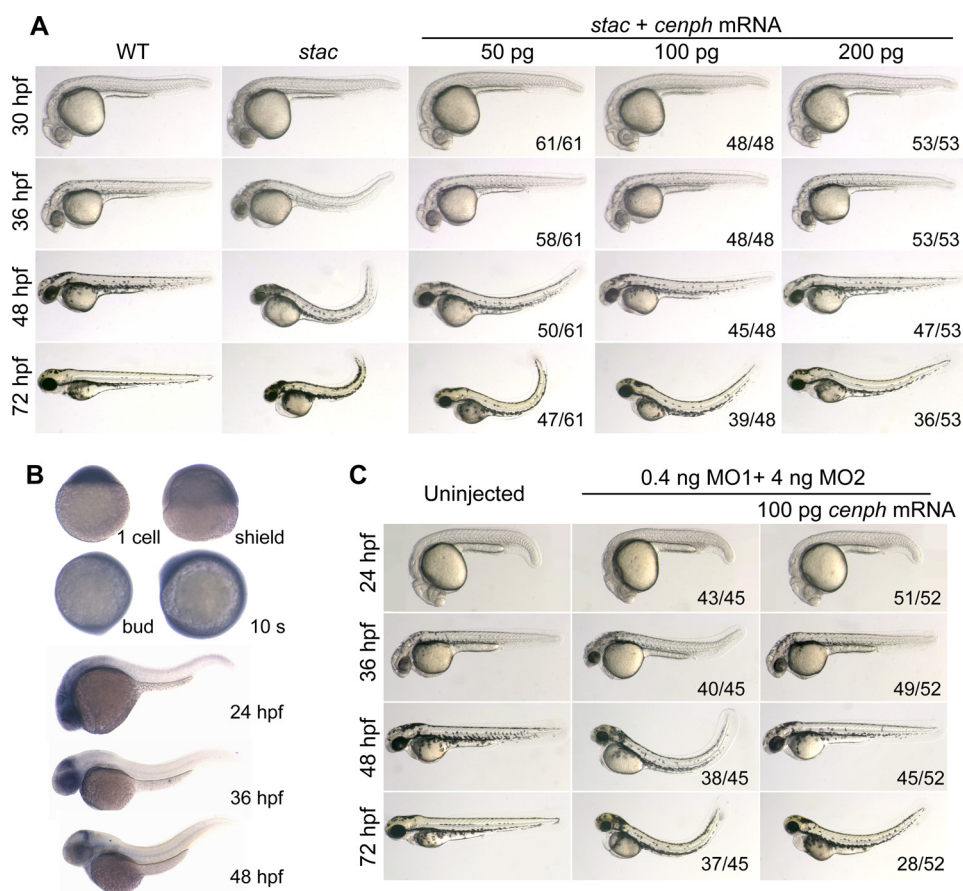 A
stac + cenph mRNA
WT stac 50 pg 100 pg 200 pg
30 hpf
61/61 48/48 53/53
36 hpf
58/61 48/48 53/53
48 hpf
50/61 45/48 47/53
72 hpf
47/61 39/48 36/53
B
1 cell shield
bud 10 s
24 hpf
36 hpf
48 hpf
C
Uninjected 0.4 ng MO1+ 4 ng MO2
100 pg cenph mRNA
24 hpf
43/45 51/52
36 hpf
40/45 49/52
48 hpf
38/45 45/52
72 hpf
37/45 28/52